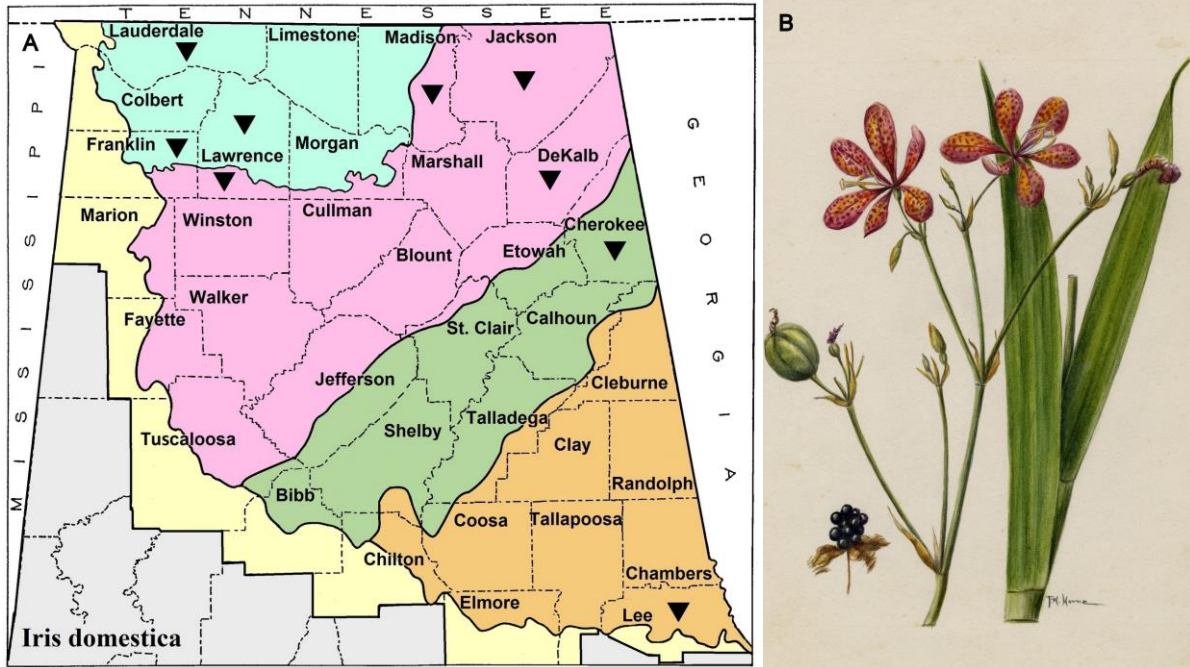 T E N N E S S E E
A
Lauderdale
Limestone
Madison
Jackson
Colbert
Franklin
Lawrence
Morgan
Marshall
DeKalb
Marion
Winston
Cullman
Cherokee
Etowah
Blount
Walker
Fayette
St. Clair
Calhoun
Jefferson
Cleburne
Tuscaloosa
Shelby
Talladega
Clay
Randolph
Bibb
Coosa
Tallapoosa
Chilton
Chambers
Elmore
Lee
M I S S I S S I P P I
G E O R G I A
Iris domestica
B